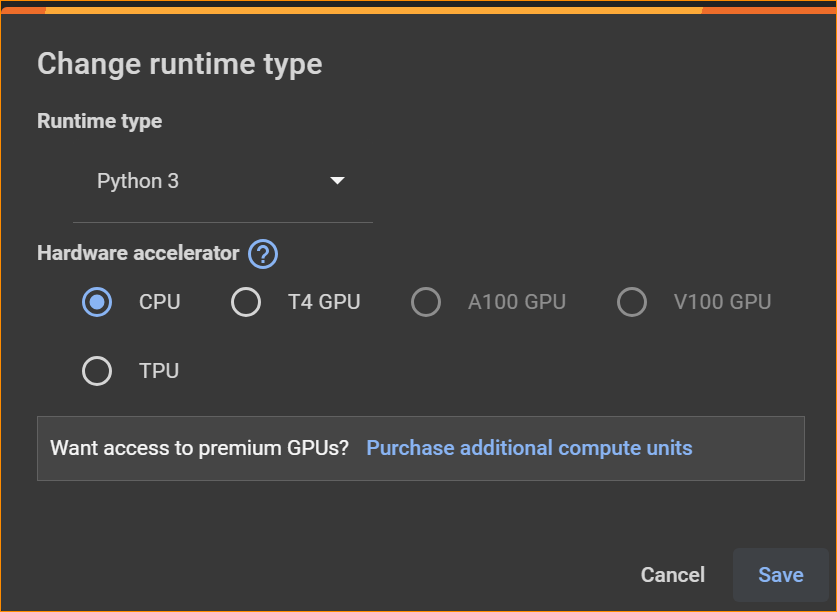 Change runtime type
Runtime type
Python 3
Hardware accelerator ?
CPU T4 GPU A100 GPU V100 GPU
TPU
Want access to premium GPUs? Purchase additional compute units
Cancel Save